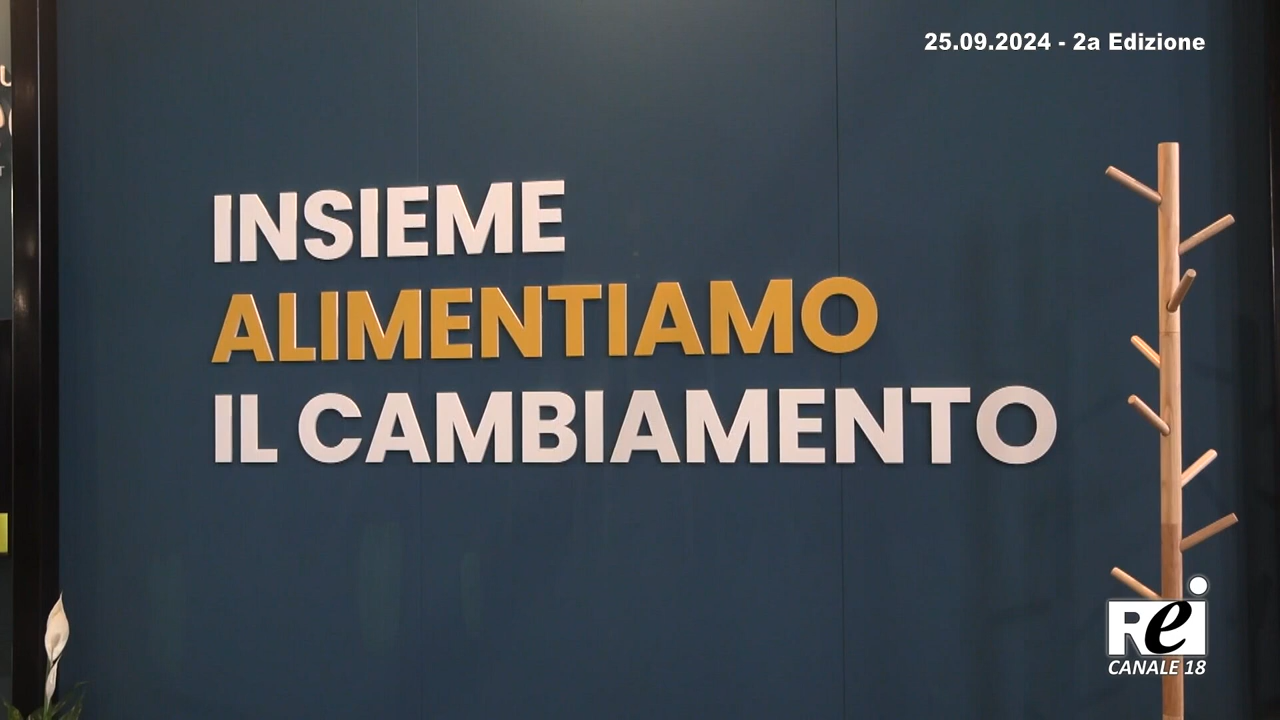 25.09.2024 - 2a Edizione
INSIEME
ALIMENTIAMO
IL CAMBIAMENTO
Rei
CANALE 18